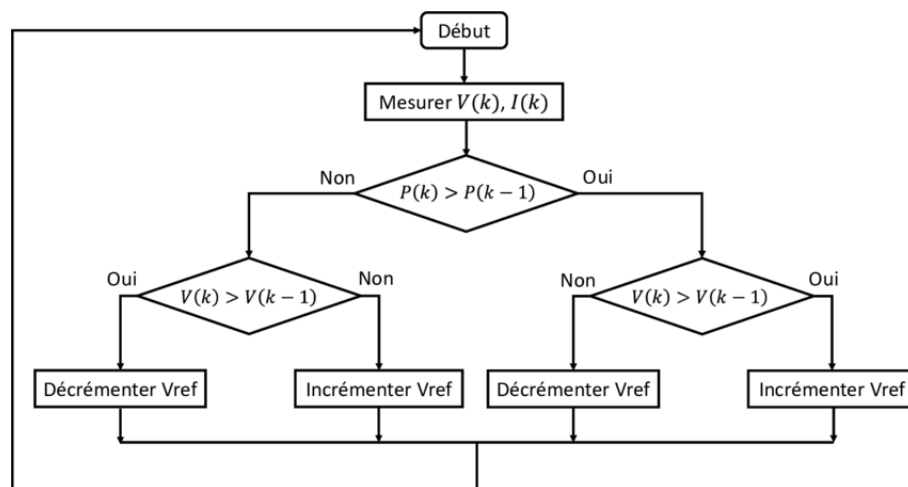 Début
Mesurer V(k), I(k)
Non
Oui
P(k) > P(k − 1)
Oui
Non
Non
Oui
V(k) > V(k − 1)
V(k) > V(k − 1)
Décrémenter Vref
Incrémenter Vref
Décrémenter Vref
Incrémenter Vref